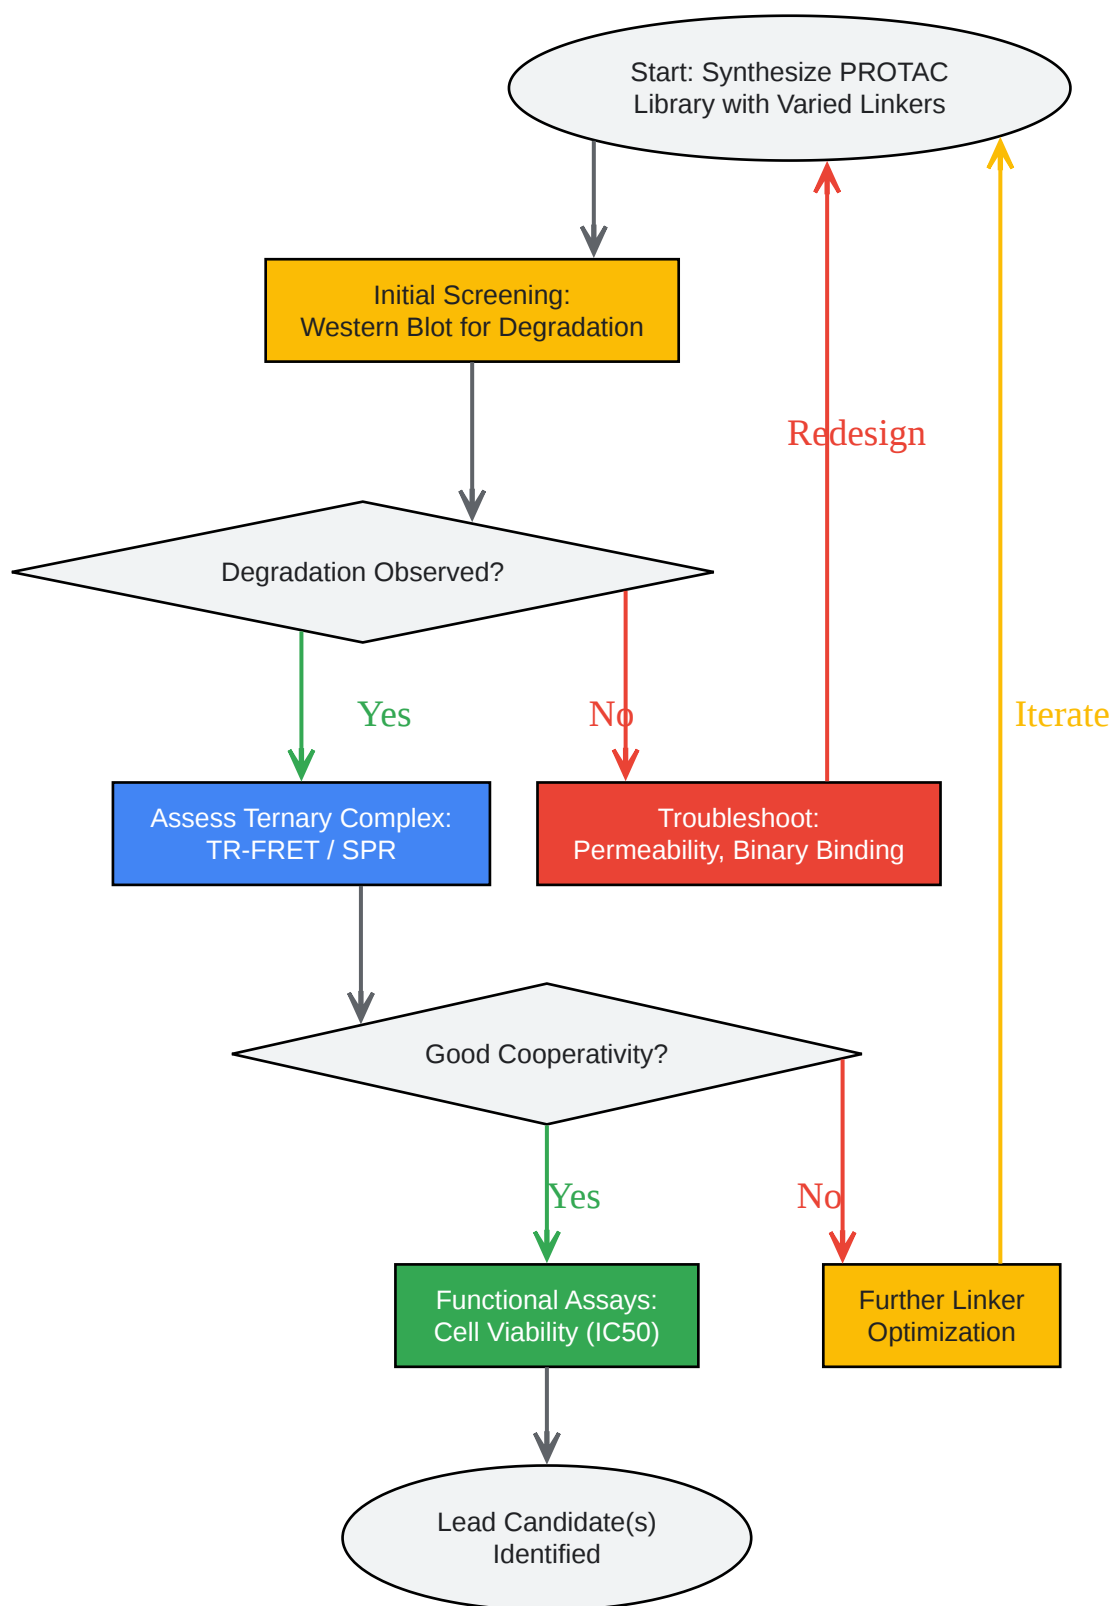 Start: Synthesize PROTAC
Library with Varied Linkers
Initial Screening:
Western Blot for Degradation
Redesign
Degradation Observed?
Yes
No
Iterate
Assess Ternary Complex:
TR-FRET / SPR
Troubleshoot:
Permeability, Binary Binding
Good Cooperativity?
Yes
No
Functional Assays:
Cell Viability (IC50)
Further Linker
Optimization
Lead Candidate(s)
Identified